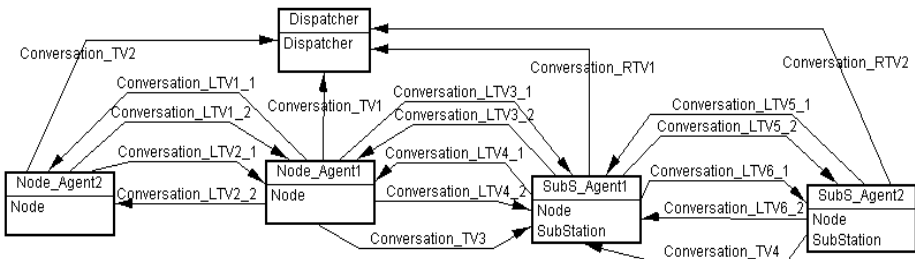 Dispatcher
Dispatcher
Conversation_TV2
Conversation_RTV1
Conversation_RTV2
Conversation_LTV1_1
Conversation_TV1
Conversation_LTV3_1
Conversation_LTV1_2
Conversation_LTV3_2
Conversation_LTV5_1
Conversation_LTV5_2
Conversation_LTV2_1
Conversation_LTV4_1
Conversation_LTV6_1
Node_Agent2
Node
Node_Agent1
Node
SubS_Agent1
Node
SubStation
SubS_Agent2
Node
SubStation
Conversation_LTV2_2
Conversation_LTV4_2
Conversation_LTV6_2
Conversation_TV3
Conversation_TV4